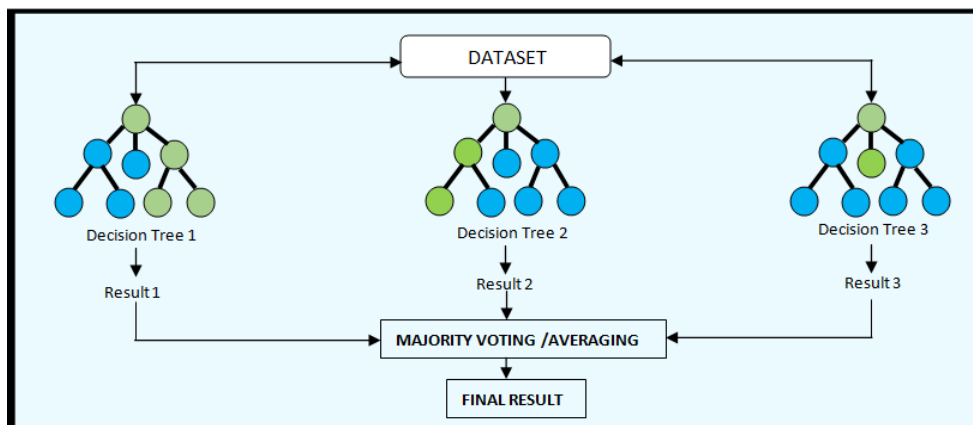 DATASET
Decision Tree 1
Decision Tree 2
Decision Tree 3
Result 1
Result 2
Result 3
MAJORITY VOTING /AVERAGING
FINAL RESULT